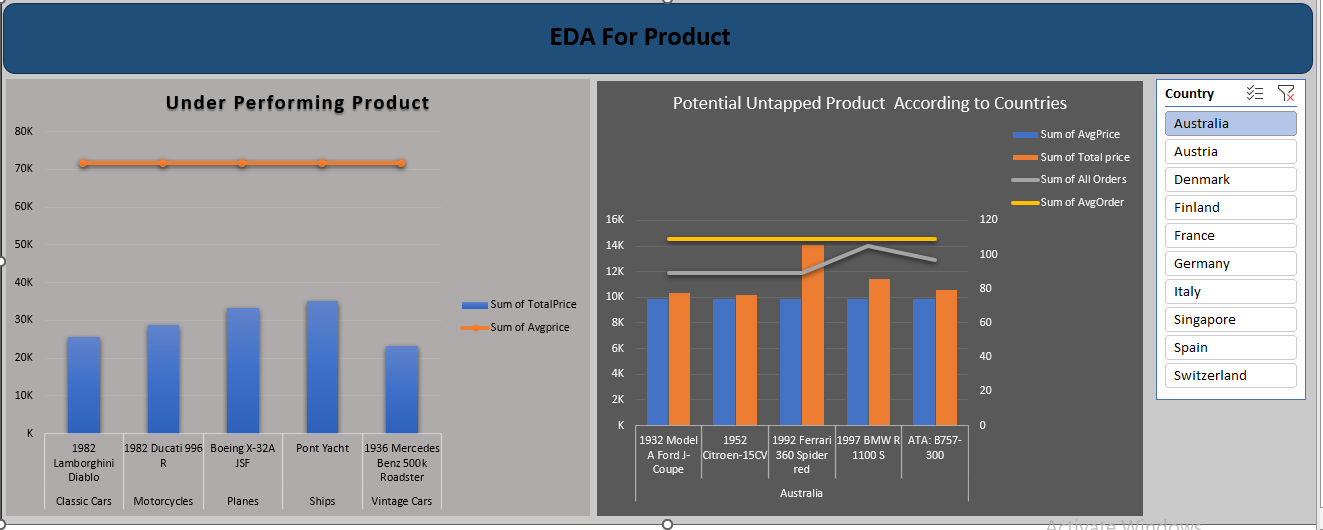 EDA For Product
Under Performing Product
80K
70K
60K
50K
40K
30K
20K
10K
K
Sum of TotalPrice
Sum of Avgprice
1982
Lamborghini
Diablo
1982 Ducati 996
R
Boeing X-32A
JSF
Pont Yacht
1936 Mercedes
Benz 500k
Roadster
Classic Cars
Motorcycles
Planes
Ships
Vintage Cars
Potential Untapped Product According to Countries
Sum of AvgPrice
Sum of Total price
Sum of All Orders
Sum of AvgOrder
16K
14K
12K
10K
8K
6K
4K
2K
K
120
100
80
60
40
20
0
1932 Model
A Ford J-
Coupe
1952
Citroen-15CV
1992 Ferrari
360 Spider
red
1997 BMW R
1100 S
ATA: B757-
300
Australia
Country
Australia
Austria
Denmark
Finland
France
Germany
Italy
Singapore
Spain
Switzerland
Activate Windows